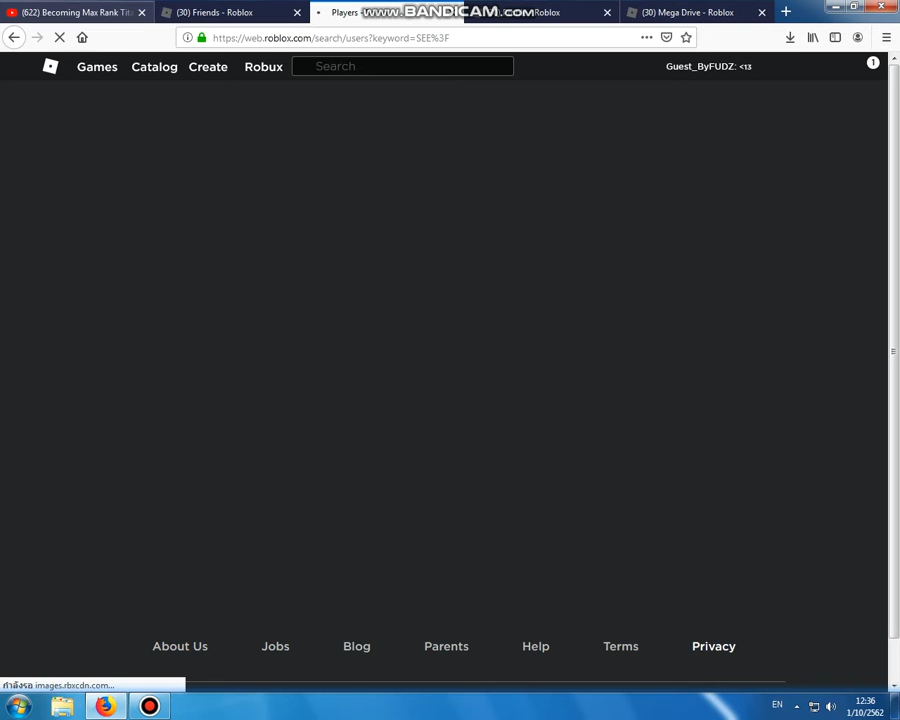 (622) Becoming Max Rank Tita
(30) Friends - Roblox
Players -
WWW.BANDICAM.COM
Roblox
(30) Mega Drive - Roblox
https://web.roblox.com/search/users?keyword=SEE%3F
Games
Catalog
Create
Robux
Search
Guest_ByFUDZ: <13
1
About Us
Jobs
Blog
Parents
Help
Terms
Privacy
กำลังรอ images.rbxcdn.com...
EN
12:36
1/10/2562